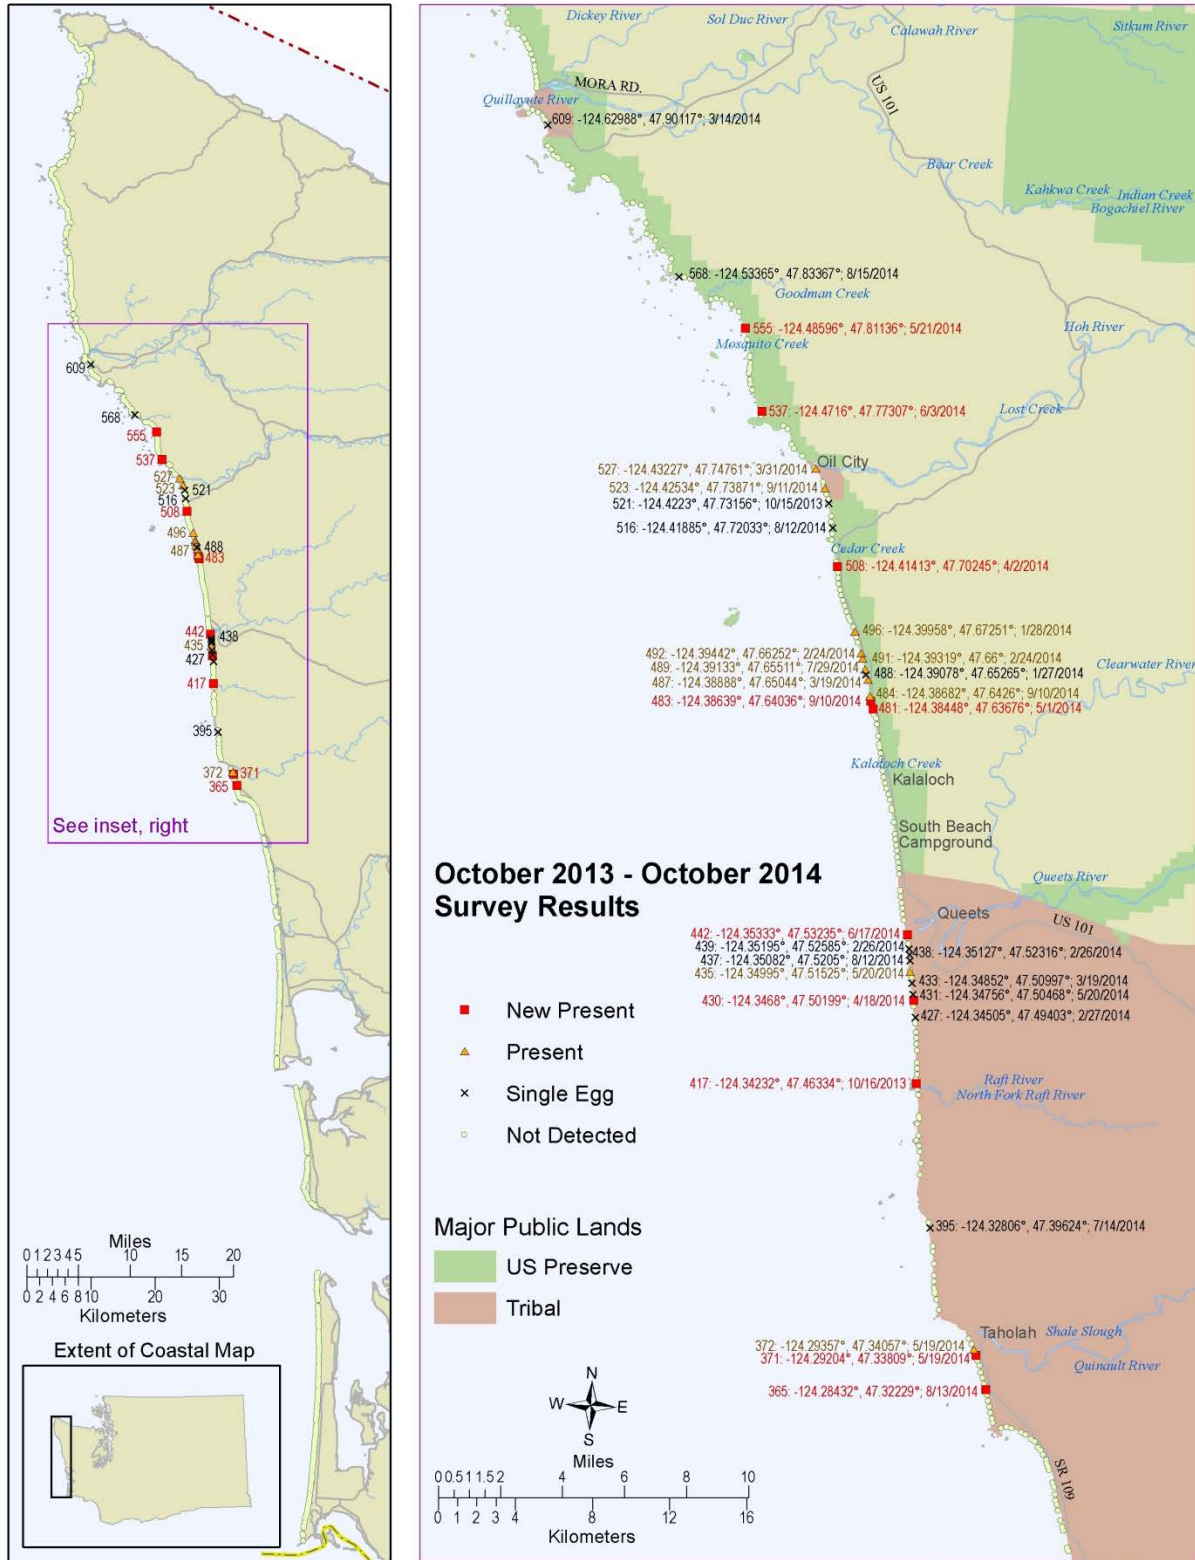 609
568
555
537
527
523
521
516
508
496
488
487
483
442
438
435
427
417
395
372
371
365
See inset, right
Miles
0 1 2 3 4 5 10 15 20
0 2 4 6 8 10 20 30
Kilometers
Extent of Coastal Map
Dickey River
Sol Duc River
Calawah River
Sitkum River
MORA RD.
US 101
Quillayute River
609: -124.62988°, 47.90117°; 3/14/2014
Bear Creek
Kahkwa Creek
Indian Creek
Bogachiel River
568: -124.53365°, 47.83367°; 8/15/2014
Goodman Creek
555: -124.48596°, 47.81136°; 5/21/2014
Hoh River
Mosquito Creek
537: -124.4716°, 47.77307°; 6/3/2014
Lost Creek
Oil City
527: -124.43227°, 47.74761°; 3/31/2014
523: -124.42534°, 47.73871°; 9/11/2014
521: -124.4223°, 47.73156°; 10/15/2013
516: -124.41885°, 47.72033°; 8/12/2014
Cedar Creek
508: -124.41413°, 47.70245°; 4/2/2014
496: -124.39958°, 47.67251°; 1/28/2014
492: -124.39442°, 47.66252°; 2/24/2014
491: -124.39319°, 47.66°; 2/24/2014
489: -124.39133°, 47.65511°; 7/29/2014
488: -124.39078°, 47.65265°; 1/27/2014
487: -124.38888°, 47.65044°; 3/19/2014
484: -124.38682°, 47.6426°; 9/10/2014
483: -124.38639°, 47.64036°; 9/10/2014
481: -124.38448°, 47.63676°; 5/1/2014
Clearwater River
Kalaloch Creek
Kalaloch
South Beach
Campground
October 2013 - October 2014
Survey Results
Queets River
Queets
US 101
442: -124.35333°, 47.53235°; 6/17/2014
439: -124.35195°, 47.52585°; 2/26/2014
438: -124.35127°, 47.52316°; 2/26/2014
437: -124.35082°, 47.5205°; 8/12/2014
435: -124.34995°, 47.51525°; 5/20/2014
433: -124.34852°, 47.50997°; 3/19/2014
431: -124.34756°, 47.50468°; 5/20/2014
430: -124.3468°, 47.50199°; 4/18/2014
427: -124.34505°, 47.49403°; 2/27/2014
New Present
Present
Single Egg
Not Detected
417: -124.34232°, 47.46334°; 10/16/2013
Raft River
North Fork Raft River
Major Public Lands
US Preserve
Tribal
395: -124.32806°, 47.39624°; 7/14/2014
Taholah
Shale Slough
Quinault River
372: -124.29357°, 47.34057°; 5/19/2014
371: -124.29204°, 47.33809°; 5/19/2014
365: -124.28432°, 47.32229°; 8/13/2014
N
W E
S
SR 109
Miles
0 0.5 1 1.5 2 4 6 8 10
0 1 2 3 4 8 12 16
Kilometers